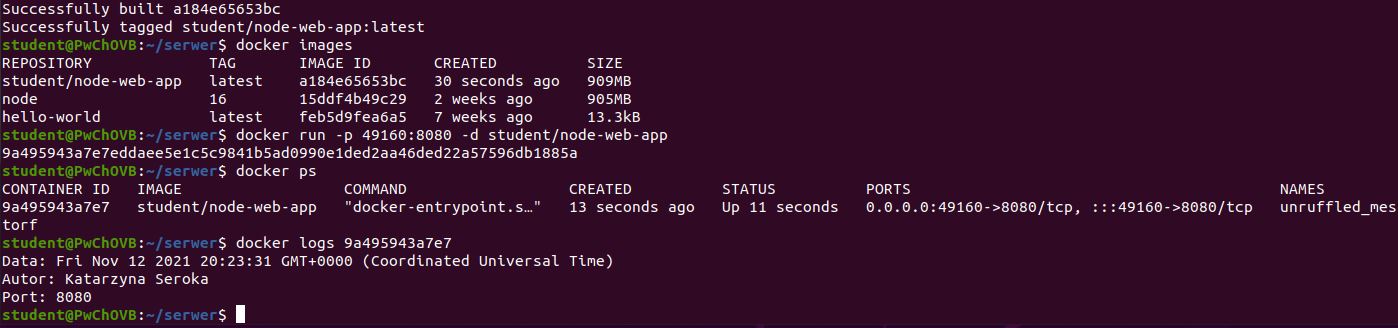 Successfully built a184e65653bc
Successfully tagged student/node-web-app:latest
student@PwChOVB:~/serwer$ docker images
REPOSITORY TAG IMAGE ID CREATED SIZE
student/node-web-app latest a184e65653bc 30 seconds ago 909MB
node 16 15ddf4b49c29 2 weeks ago 905MB
hello-world latest feb5d9fea6a5 7 weeks ago 13.3kB
student@PwChOVB:~/serwer$ docker run -p 49160:8080 -d student/node-web-app
9a495943a7e7eddaee5e1c5c9841b5ad0990e1ded2aa46ded22a57596db1885a
student@PwChOVB:~/serwer$ docker ps
CONTAINER ID IMAGE COMMAND CREATED STATUS PORTS NAMES
9a495943a7e7 student/node-web-app "docker-entrypoint.s…" 13 seconds ago Up 11 seconds 0.0.0.0:49160->8080/tcp, :::49160->8080/tcp unruffled_mes
torf
student@PwChOVB:~/serwer$ docker logs 9a495943a7e7
Data: Fri Nov 12 2021 20:23:31 GMT+0000 (Coordinated Universal Time)
Autor: Katarzyna Seroka
Port: 8080
student@PwChOVB:~/serwer$